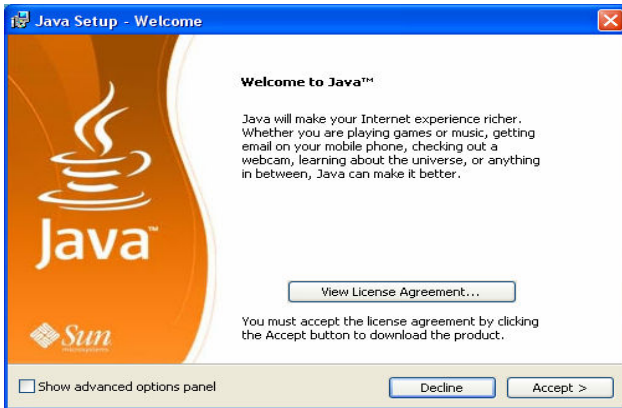 Java Setup - Welcome
Welcome to Java™
Java will make your Internet experience richer.
Whether you are playing games or music, getting
email on your mobile phone, checking out a
webcam, learning about the universe, or anything
in between, Java can make it better.
Java™
View License Agreement...
You must accept the license agreement by clicking
the Accept button to download the product.
Sun
microsystems
Show advanced options panel
Decline
Accept >